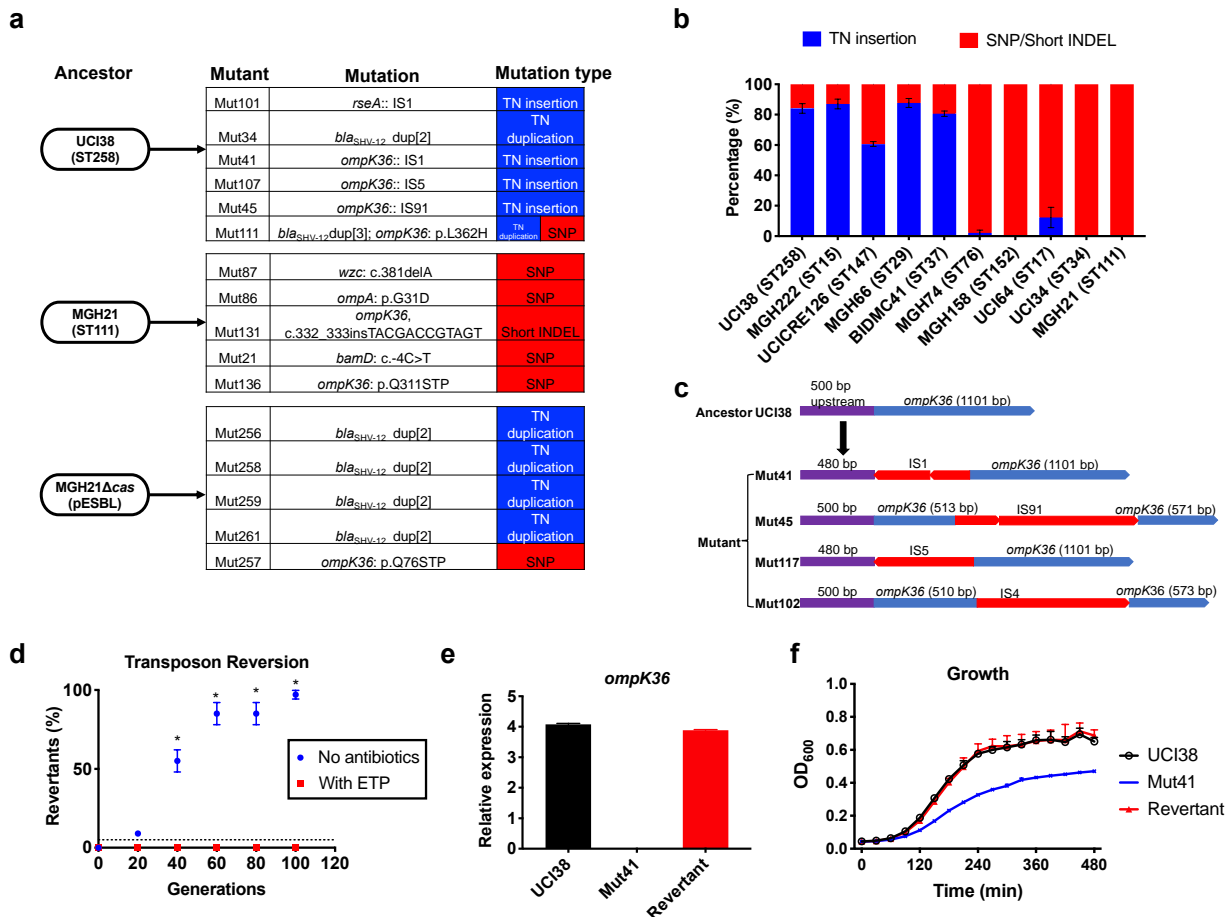 a
Ancestor Mutant Mutation Mutation type
UCI38
(ST258)
Mut101 rseA:: IS1 TN insertion
Mut34 blaSHV-12 dup[2] TN duplication
Mut41 ompK36:: IS1 TN insertion
Mut107 ompK36:: IS5 TN insertion
Mut45 ompK36:: IS91 TN insertion
Mut111 blaSHV-12dup[3]; ompK36: p.L362H TN duplication SNP
MGH21
(ST111)
Mut87 wzc: c.381delA SNP
Mut86 ompA: p.G31D SNP
Mut131 ompK36, c.332_333insTACGACCGTAGT Short INDEL
Mut21 bamD: c.-4C>T SNP
Mut136 ompK36: p.Q311STP SNP
MGH21Δcas
(pESBL)
Mut256 blaSHV-12 dup[2] TN duplication
Mut258 blaSHV-12 dup[2] TN duplication
Mut259 blaSHV-12 dup[2] TN duplication
Mut261 blaSHV-12 dup[2] TN duplication
Mut257 ompK36: p.Q76STP SNP
b
TN insertion SNP/Short INDEL
Percentage (%)
100
80
60
40
20
0
UCI38 (ST258)
MGH222 (ST15)
UCICRE126 (ST147)
MGH66 (ST29)
BIDMC41 (ST37)
MGH74 (ST76)
MGH158 (ST152)
UCI64 (ST17)
UCI34 (ST34)
MGH21 (ST111)
c
500 bp
upstream ompK36 (1101 bp)
Ancestor UCI38
480 bp IS1 ompK36 (1101 bp)
Mut41
500 bp ompK36 (513 bp) IS91 ompK36 (571 bp)
Mut45
Mutant
480 bp IS5 ompK36 (1101 bp)
Mut117
500 bp ompK36 (510 bp) IS4 ompK36 (573 bp)
Mut102
d
Transposon Reversion
Revertants (%)
100
50
0
* * * *
No antibiotics
With ETP
0 20 40 60 80 100 120
Generations
e
ompK36
Relative expression
5
4
3
2
1
0
UCI38
Mut41
Revertant
f
Growth
OD600
1.0
0.8
0.6
0.4
0.2
0.0
UCI38
Mut41
Revertant
0 120 240 360 480
Time (min)